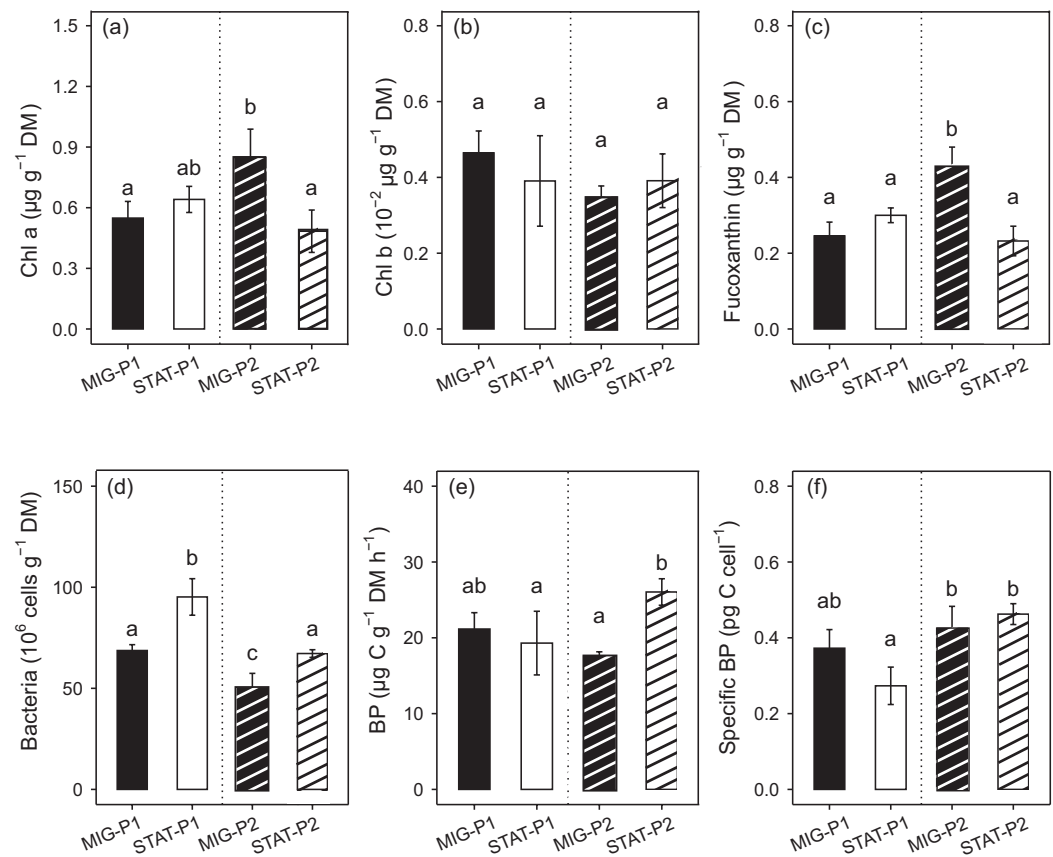 (a)
Chl a (µg g⁻¹ DM)
1.5
1.2
0.9
0.6
0.3
0.0
a
ab
b
a
MIG-P1
STAT-P1
MIG-P2
STAT-P2
(b)
Chl b (10⁻² µg g⁻¹ DM)
0.8
0.6
0.4
0.2
0.0
a
a
a
a
MIG-P1
STAT-P1
MIG-P2
STAT-P2
(c)
Fucoxanthin (µg g⁻¹ DM)
0.8
0.6
0.4
0.2
0.0
a
a
b
a
MIG-P1
STAT-P1
MIG-P2
STAT-P2
(d)
Bacteria (10⁶ cells g⁻¹ DM)
150
100
50
0
a
b
c
a
MIG-P1
STAT-P1
MIG-P2
STAT-P2
(e)
BP (µg C g⁻¹ DM h⁻¹)
40
30
20
10
0
ab
a
a
b
MIG-P1
STAT-P1
MIG-P2
STAT-P2
(f)
Specific BP (pg C cell⁻¹)
0.8
0.6
0.4
0.2
0.0
ab
a
b
b
MIG-P1
STAT-P1
MIG-P2
STAT-P2